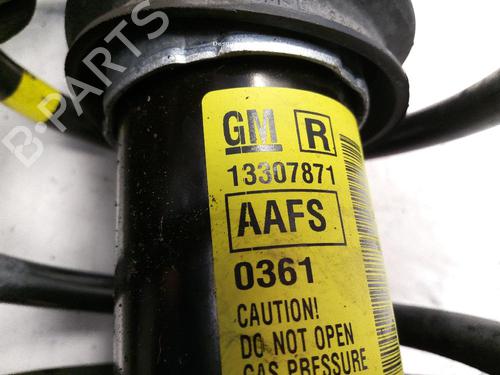 GM R
13307871
AAFS
0361
CAUTION!
DO NOT OPEN
GAS PRESSURE
B-PARTS